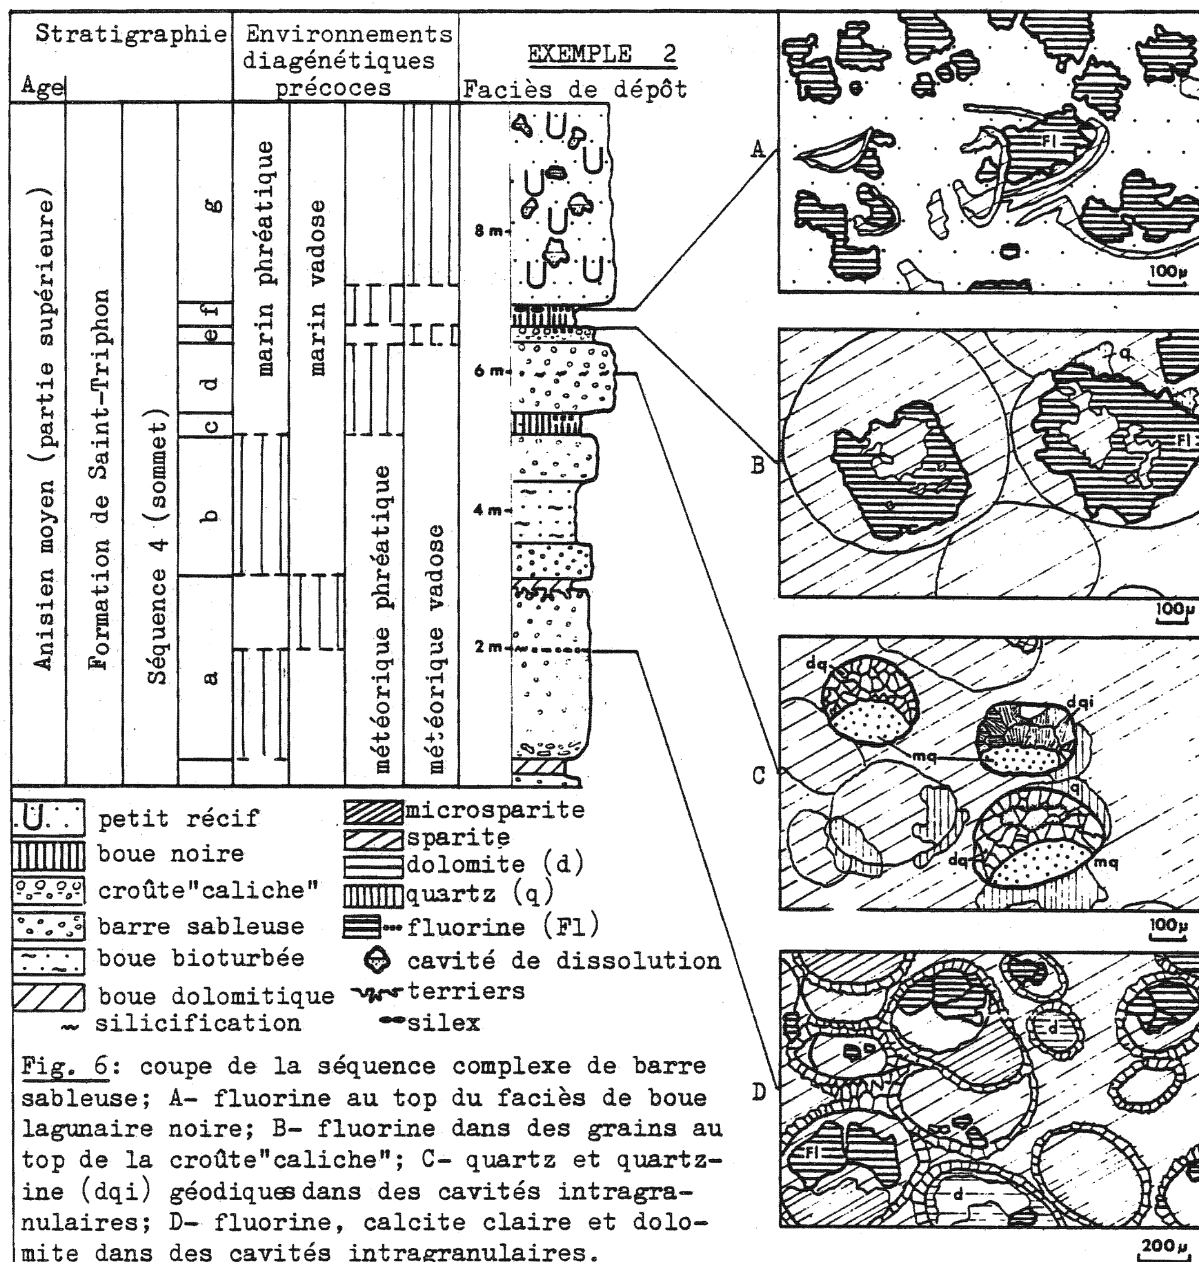 Stratigraphie
Age
Environnements
diagénétiques
précoces
EXEMPLE 2
Faciès de dépôt
Anisien moyen (partie supérieure)
Formation de Saint-Triphon
Séquence 4 (sommet)
g
f
e
d
c
b
a
marin phréatique
marin vadose
météorique phréatique
météorique vadose
8 m
6 m
4 m
2 m
A
Fl
100µ
B
q
Fl
100µ
C
dq
dqi
mq
q
dq
mq
100µ
D
d
Fl
d
200µ
petit récif
boue noire
croûte"caliche"
barre sableuse
boue bioturbée
boue dolomitique
silicification
microsparite
sparite
dolomite (d)
quartz (q)
fluorine (Fl)
cavité de dissolution
terriers
silex
Fig. 6: coupe de la séquence complexe de barre
sableuse; A- fluorine au top du faciès de boue
lagunaire noire; B- fluorine dans des grains au
top de la croûte"caliche"; C- quartz et quartz-
ine (dqi) géodiques dans des cavités intragra-
nulaires; D- fluorine, calcite claire et dolo-
mite dans des cavités intragranulaires.